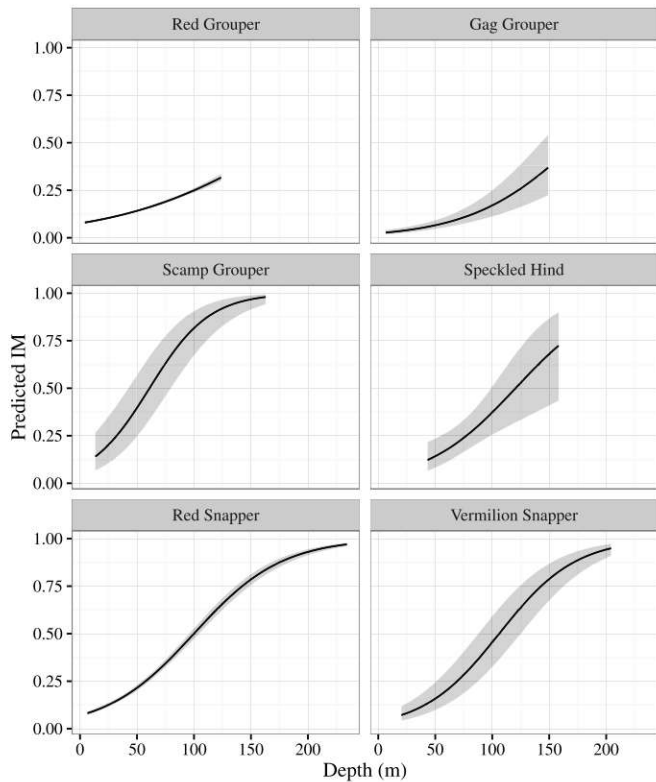 Red Grouper
Gag Grouper
1.00
0.75
0.50
0.25
0.00
Scamp Grouper
Speckled Hind
1.00
0.75
0.50
0.25
0.00
Predicted IM
Red Snapper
Vermilion Snapper
1.00
0.75
0.50
0.25
0.00
0 50 100 150 200
0 50 100 150 200
Depth (m)